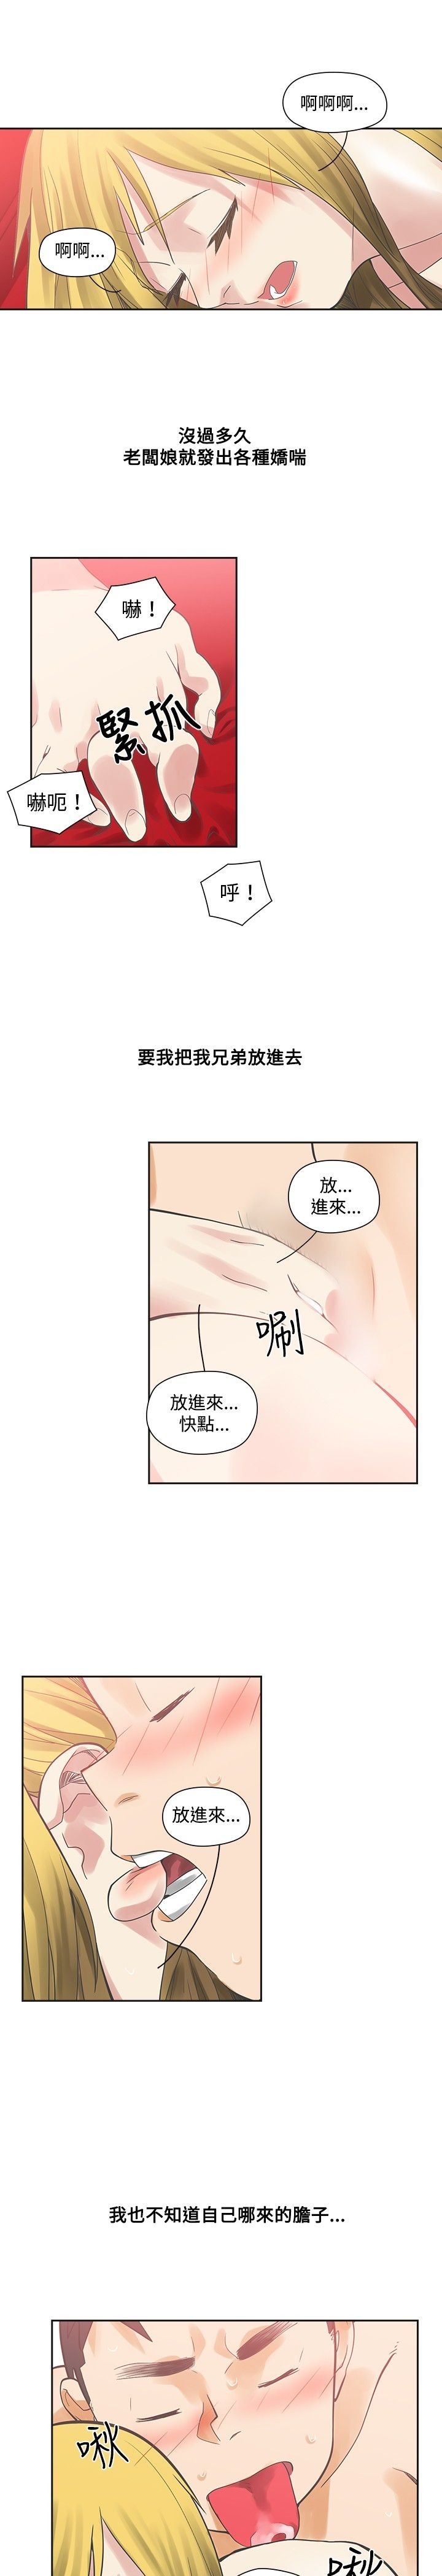 啊啊啊...
啊啊...
沒過多久
老闆娘就發出各種嬌喘
嚇！
緊抓
嚇呃！
呼！
要我把我兄弟放進去
放...
進來...
唰
放進來...
快點...
放進來...
我也不知道自己哪來的膽子...
啾
啾